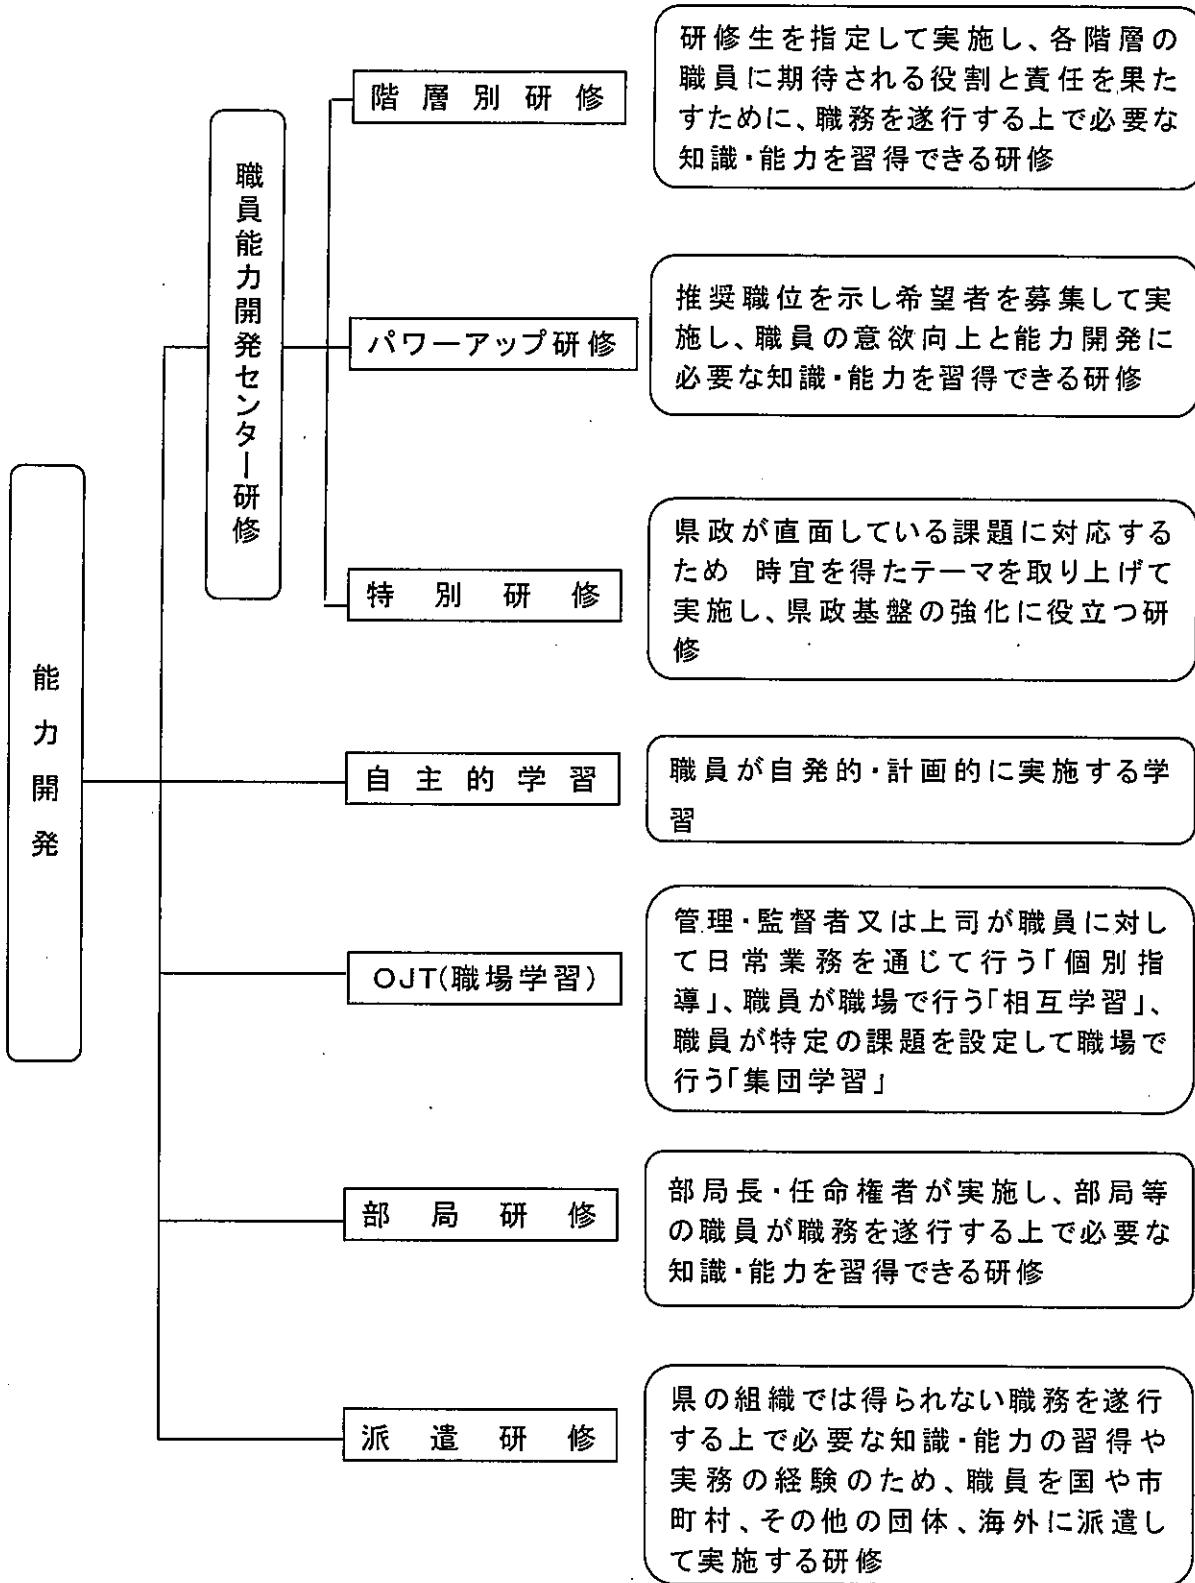 能力開発
職員能力開発センター研修
階層別研修
研修生を指定して実施し、各階層の
職員に期待される役割と責任を果た
すために、職務を遂行する上で必要な
知識・能力を習得できる研修
パワーアップ研修
推奨職位を示し希望者を募集して実
施し、職員の意欲向上と能力開発に
必要な知識・能力を習得できる研修
特別研修
県政が直面している課題に対応する
ため 時宜を得たテーマを取り上げて
実施し、県政基盤の強化に役立つ研
修
自主的学習
職員が自発的・計画的に実施する学
習
OJT(職場学習)
管理・監督者又は上司が職員に対し
て日常業務を通じて行う「個別指
導」、職員が職場で行う「相互学習」、
職員が特定の課題を設定して職場で
行う「集団学習」
部局研修
部局長・任命権者が実施し、部局等
の職員が職務を遂行する上で必要な
知識・能力を習得できる研修
派遣研修
県の組織では得られない職務を遂行
する上で必要な知識・能力の習得や
実務の経験のため、職員を国や市
町村、その他の団体、海外に派遣し
て実施する研修